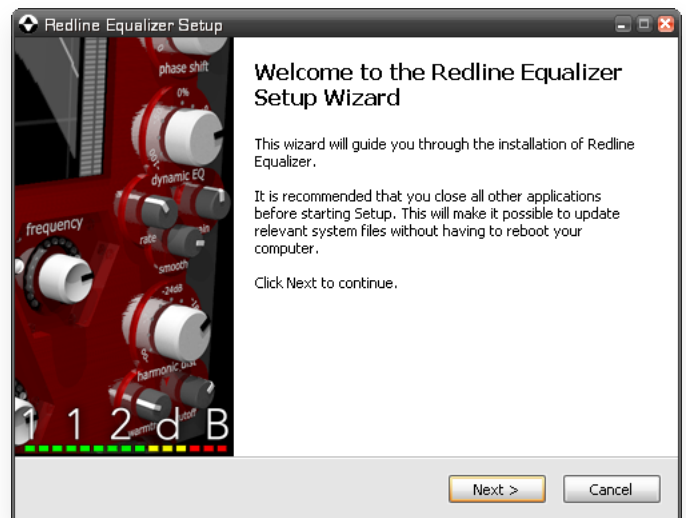 Redline Equalizer Setup
phase shift
0%
-100
dynamic EQ
frequency
rate
smooth
-24dB
harmonic dist
warmth
112dB
Welcome to the Redline Equalizer
Setup Wizard
This wizard will guide you through the installation of Redline
Equalizer.
It is recommended that you close all other applications
before starting Setup. This will make it possible to update
relevant system files without having to reboot your
computer.
Click Next to continue.
Next >
Cancel